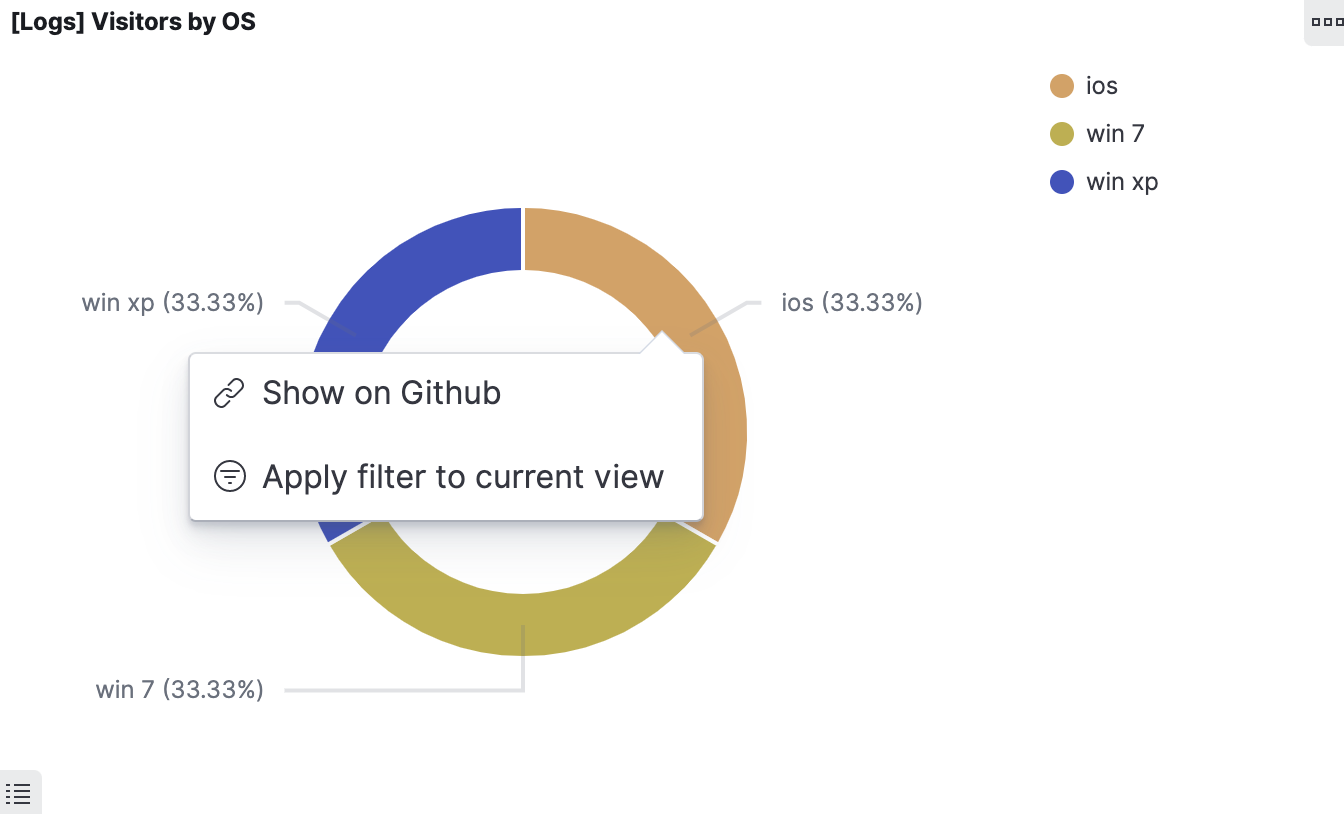 [Logs] Visitors by OS
ios
win 7
win xp
win xp (33.33%)
ios (33.33%)
Show on Github
Apply filter to current view
win 7 (33.33%)